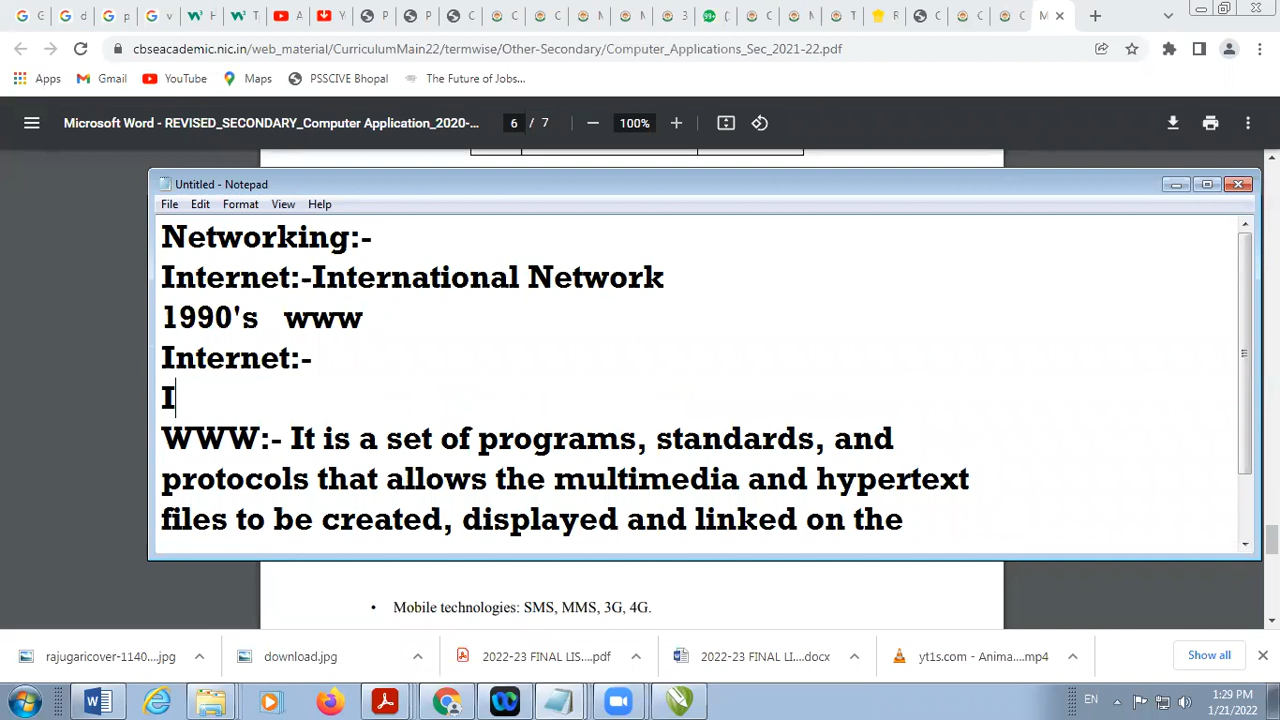 G d
G d
G p
G v
T
A
Y
P
P
C
C
C
M
M
3
99+ (
C
M
T
R
C
C
C
M
cbseacademic.nic.in/web_material/CurriculumMain22/termwise/Other-Secondary/Computer_Applications_Sec_2021-22.pdf
Apps Gmail YouTube Maps PSSCIVE Bhopal The Future of Jobs...
Microsoft Word - REVISED_SECONDARY_Computer Application_2020-... 6 / 7 100%
Untitled - Notepad
File Edit Format View Help
Networking:-
Internet:-International Network
1990's www
Internet:-
I
WWW:- It is a set of programs, standards, and
protocols that allows the multimedia and hypertext
files to be created, displayed and linked on the
• Mobile technologies: SMS, MMS, 3G, 4G.
rajugaricover-1140....jpg download.jpg 2022-23 FINAL LIS....pdf 2022-23 FINAL LI....docx yt1s.com - Anima....mp4 Show all
EN 1:29 PM
1/21/2022